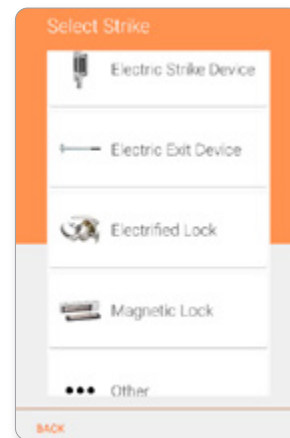 Select Strike
Electric Strike Device
Electric Exit Device
Electrified Lock
Magnetic Lock
Other
BACK